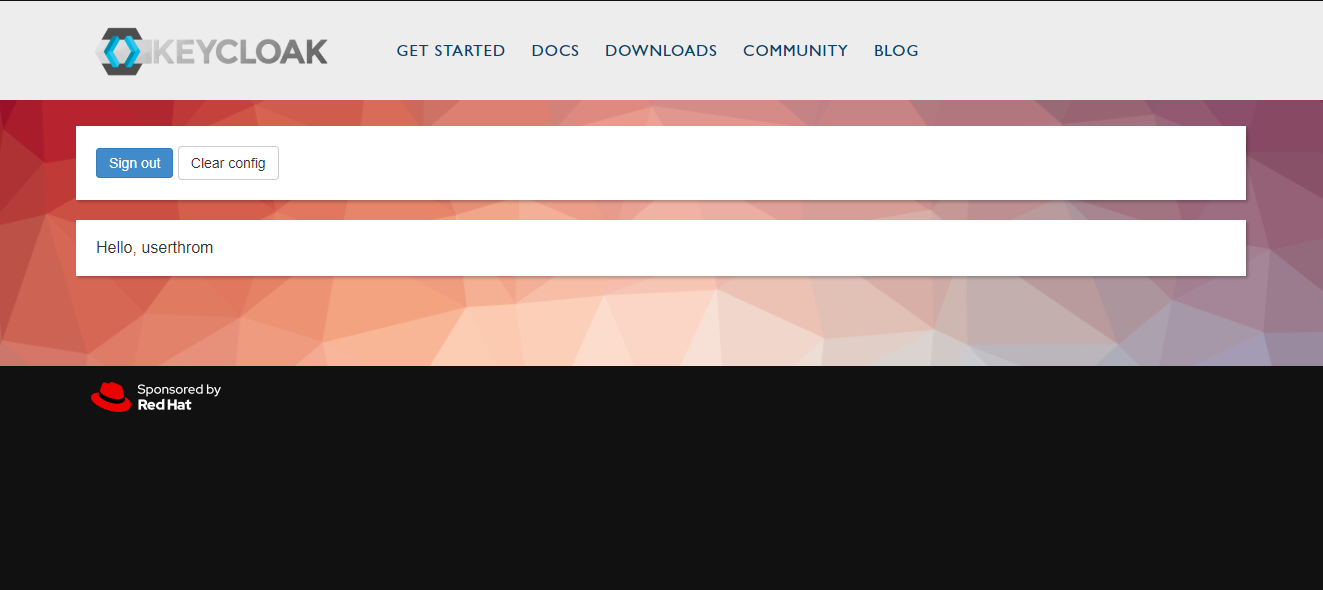 KEYCLOAK
GET STARTED DOCS DOWNLOADS COMMUNITY BLOG
Sign out Clear config
Hello, userthrom
Sponsored by
Red Hat